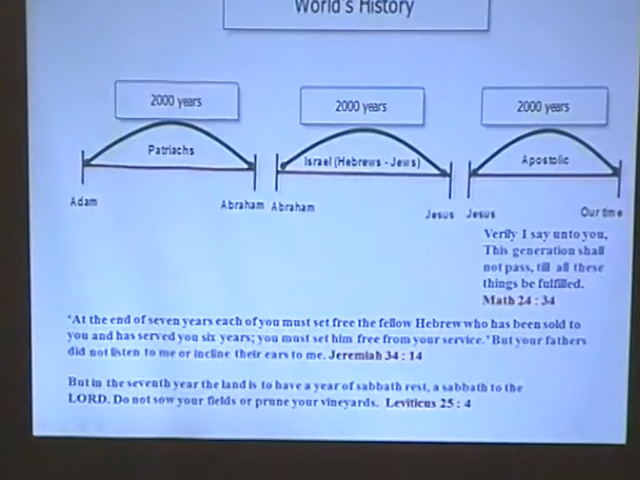 World's History
2000 years 2000 years 2000 years
Patriachs Israel (Hebrews - Jews) Apostolic
Adam Abraham Abraham Jesus Jesus Our time
Verily I say unto you,
This generation shall
not pass, till all these
things be fulfilled.
Math 24 : 34
'At the end of seven years each of you must set free the fellow Hebrew who has been sold to
you and has served you six years; you must set him free from your service.' But your fathers
did not listen to me or incline their ears to me. Jeremiah 34 : 14
But in the seventh year the land is to have a year of sabbath rest, a sabbath to the
LORD. Do not sow your fields or prune your vineyards. Leviticus 25 : 4